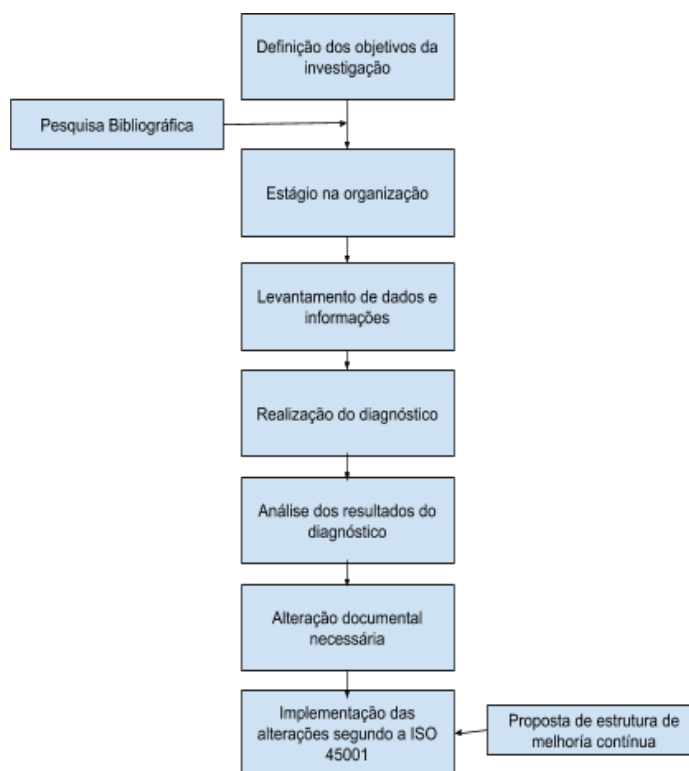 Definição dos objetivos da
investigação
Pesquisa Bibliográfica
Estágio na organização
Levantamento de dados e
informações
Realização do diagnóstico
Análise dos resultados do
diagnóstico
Alteração documental
necessária
Implementação das
alterações segundo a ISO
45001
Proposta de estrutura de
melhoría contínua